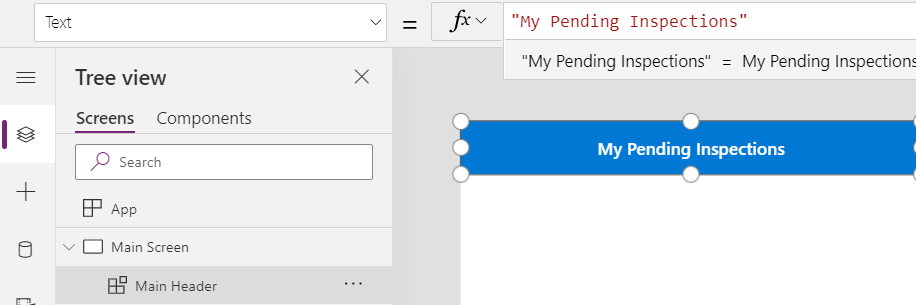 Text = fx "My Pending Inspections"
"My Pending Inspections" = My Pending Inspections
Tree view
Screens Components
Search
App
Main Screen
Main Header ...
My Pending Inspections